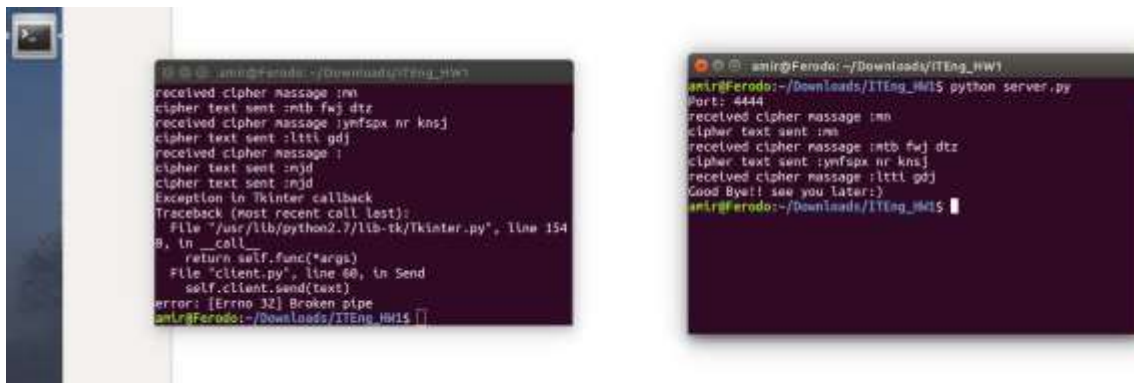 amir@Ferodo: ~/Downloads/ITEng_HW1
received cipher massage :mn
cipher text sent :mtb fwj dtz
received cipher massage :ymfspx nr knsj
cipher text sent :ltti gdj
received cipher massage :
cipher text sent :mjd
cipher text sent :mjd
Exception in Tkinter callback
Traceback (most recent call last):
File "/usr/lib/python2.7/lib-tk/Tkinter.py", line 154
0, in __call__
return self.func(*args)
File "client.py", line 60, in Send
self.client.send(text)
error: [Errno 32] Broken pipe
amir@Ferodo:~/Downloads/ITEng_HW1$
amir@Ferodo: ~/Downloads/ITEng_HW1
amir@Ferodo:~/Downloads/ITEng_HW1$ python server.py
Port: 4444
received cipher massage :mn
cipher text sent :mn
received cipher massage :mtb fwj dtz
cipher text sent :ymfspx nr knsj
received cipher massage :ltti gdj
Good Bye!! see you later:)
amir@Ferodo:~/Downloads/ITEng_HW1$